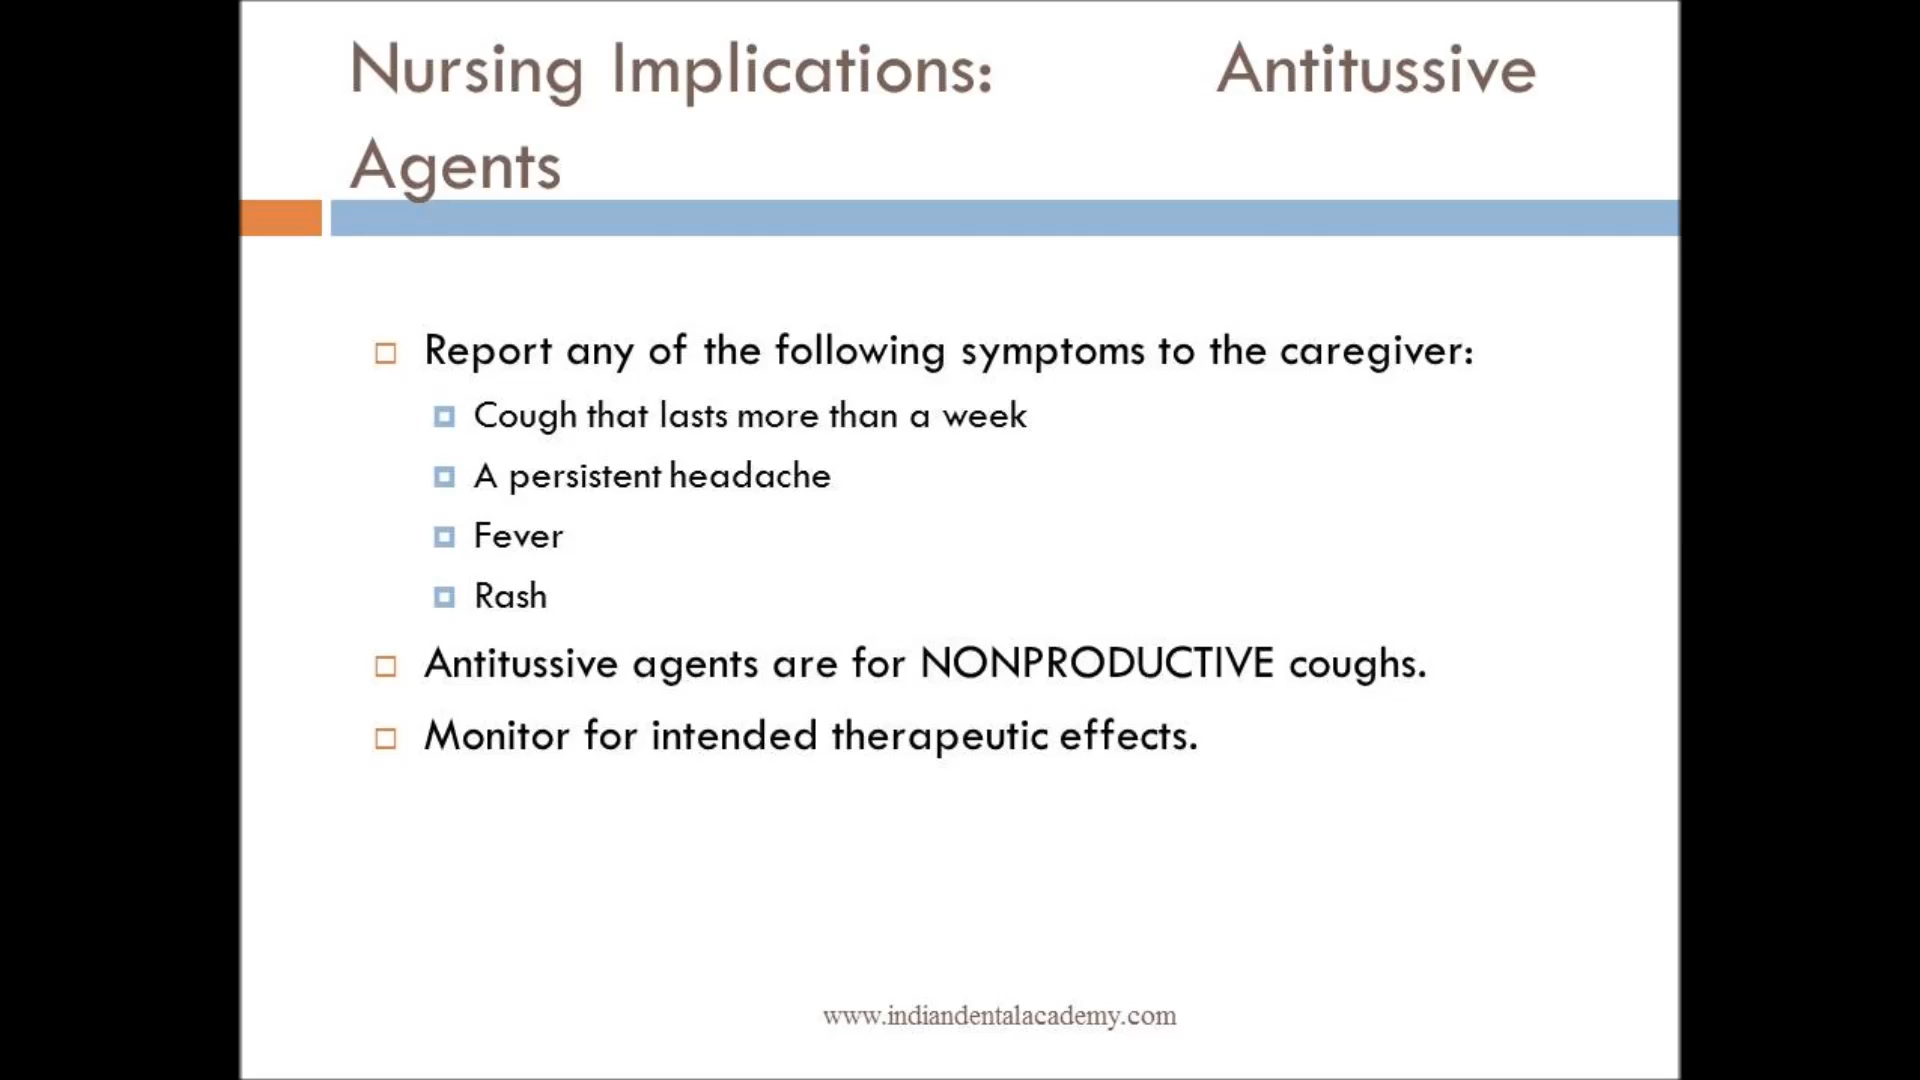 Nursing Implications: Antitussive
Agents
Report any of the following symptoms to the caregiver:
Cough that lasts more than a week
A persistent headache
Fever
Rash
Antitussive agents are for NONPRODUCTIVE coughs.
Monitor for intended therapeutic effects.
www.indiandentalacademy.com